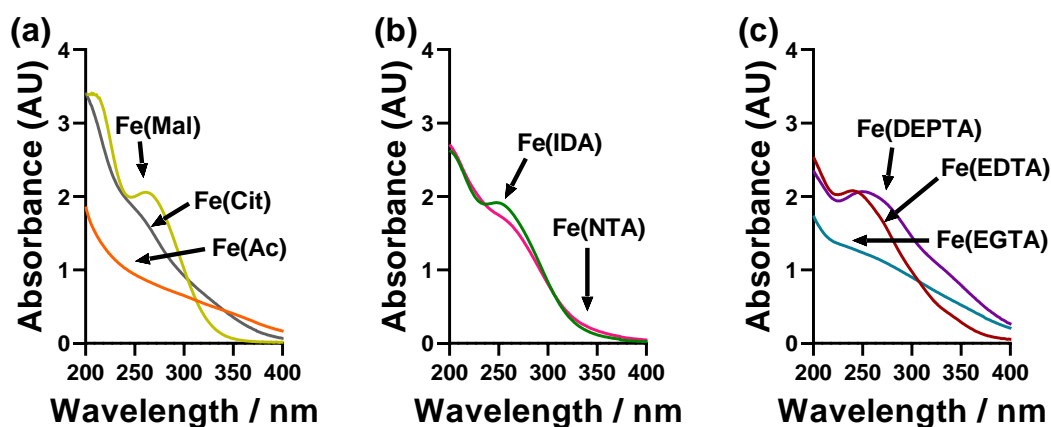 (a)
Absorbance (AU)
4
3
2
1
0
Fe(Mal)
Fe(Cit)
Fe(Ac)
200 250 300 350 400
Wavelength / nm
(b)
Absorbance (AU)
4
3
2
1
0
Fe(IDA)
Fe(NTA)
200 250 300 350 400
Wavelength / nm
(c)
Absorbance (AU)
4
3
2
1
0
Fe(DEPTA)
Fe(EDTA)
Fe(EGTA)
200 250 300 350 400
Wavelength / nm